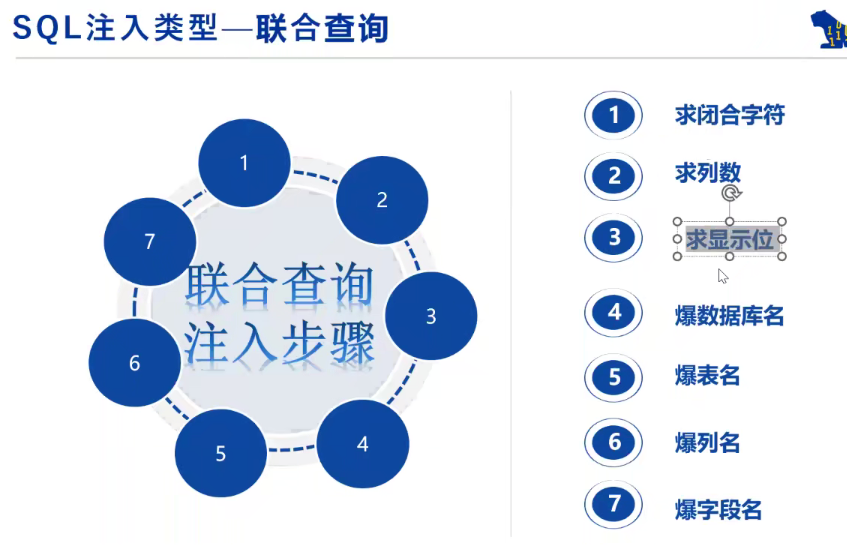 SQL注入类型—联合查询
1
2
3
4
5
6
7
联合查询
注入步骤
1 求闭合字符
2 求列数
3 求显示位
4 爆数据库名
5 爆表名
6 爆列名
7 爆字段名